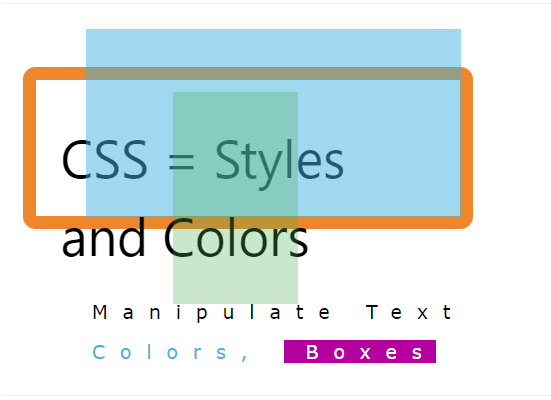 CSS = Styles
and Colors
Manipulate Text
Colors, Boxes